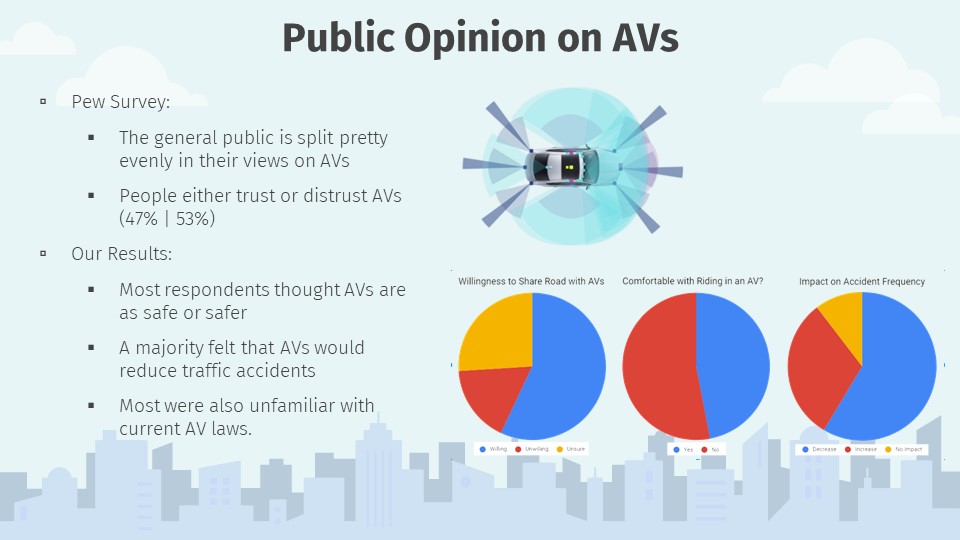 Public Opinion on AVs
▫ Pew Survey:
▪ The general public is split pretty
evenly in their views on AVs
▪ People either trust or distrust AVs
(47% | 53%)
▫ Our Results:
▪ Most respondents thought AVs are
as safe or safer
▪ A majority felt that AVs would
reduce traffic accidents
▪ Most were also unfamiliar with
current AV laws.
Willingness to Share Road with AVs
Willing Unwilling Unsure
Comfortable with Riding in an AV?
Yes No
Impact on Accident Frequency
Decrease Increase No Impact